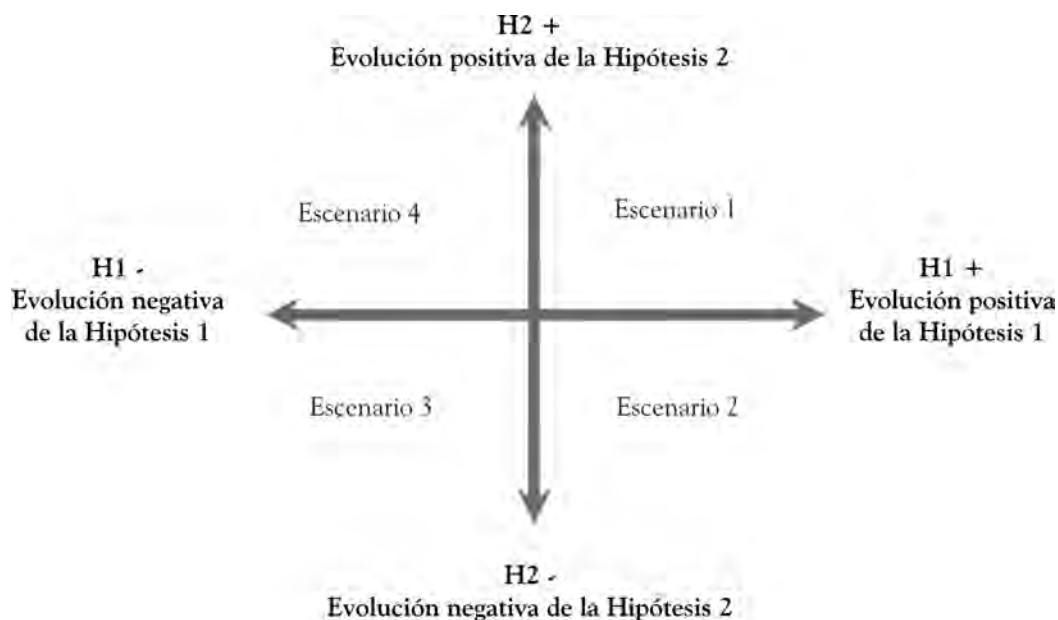 H2 +
Evolución positiva de la Hipótesis 2
Escenario 4
Escenario 1
H1 -
Evolución negativa
de la Hipótesis 1
H1 +
Evolución positiva
de la Hipótesis 1
Escenario 3
Escenario 2
H2 -
Evolución negativa de la Hipótesis 2